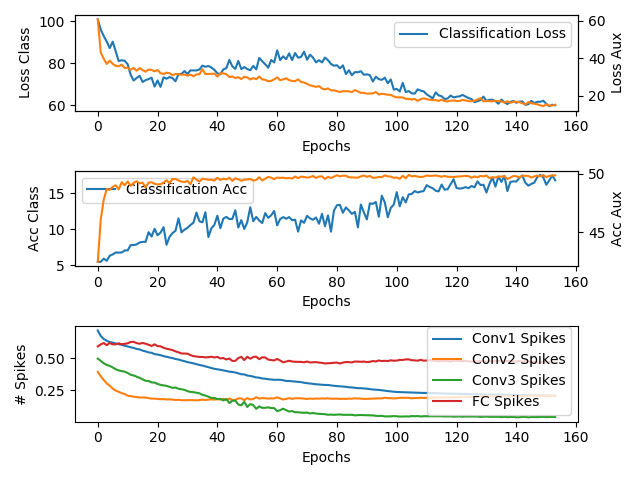 100
80
60
Loss Class
60
40
20
Loss Aux
Classification Loss
0 20 40 60 80 100 120 140 160
Epochs
15
10
5
Acc Class
50
45
Acc Aux
Classification Acc
0 20 40 60 80 100 120 140 160
Epochs
0.50
0.25
# Spikes
Conv1 Spikes
Conv2 Spikes
Conv3 Spikes
FC Spikes
0 20 40 60 80 100 120 140 160
Epochs